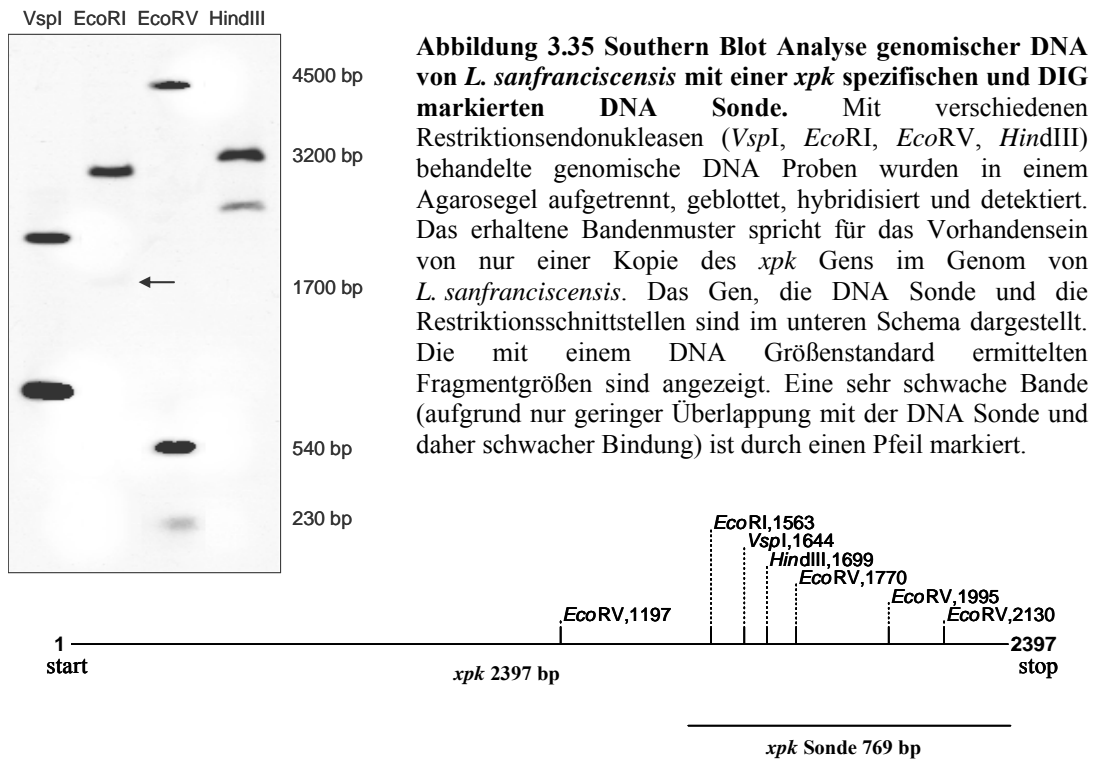 VspI EcoRI EcoRV HindIII
4500 bp
3200 bp
1700 bp
540 bp
230 bp
Abbildung 3.35 Southern Blot Analyse genomischer DNA
von L. sanfranciscensis mit einer xpk spezifischen und DIG
markierten DNA Sonde. Mit verschiedenen
Restriktionsendonukleasen (VspI, EcoRI, EcoRV, HindIII)
behandelte genomische DNA Proben wurden in einem
Agarosegel aufgetrennt, geblottet, hybridisiert und detektiert.
Das erhaltene Bandenmuster spricht für das Vorhandensein
von nur einer Kopie des xpk Gens im Genom von
L. sanfranciscensis. Das Gen, die DNA Sonde und die
Restriktionsschnittstellen sind im unteren Schema dargestellt.
Die mit einem DNA Größenstandard ermittelten
Fragmentgrößen sind angezeigt. Eine sehr schwache Bande
(aufgrund nur geringer Überlappung mit der DNA Sonde und
daher schwacher Bindung) ist durch einen Pfeil markiert.
EcoRI,1563
VspI,1644
HindIII,1699
EcoRV,1770
EcoRV,1995
EcoRV,1197
EcoRV,2130
1
2397
start
stop
xpk 2397 bp
xpk Sonde 769 bp